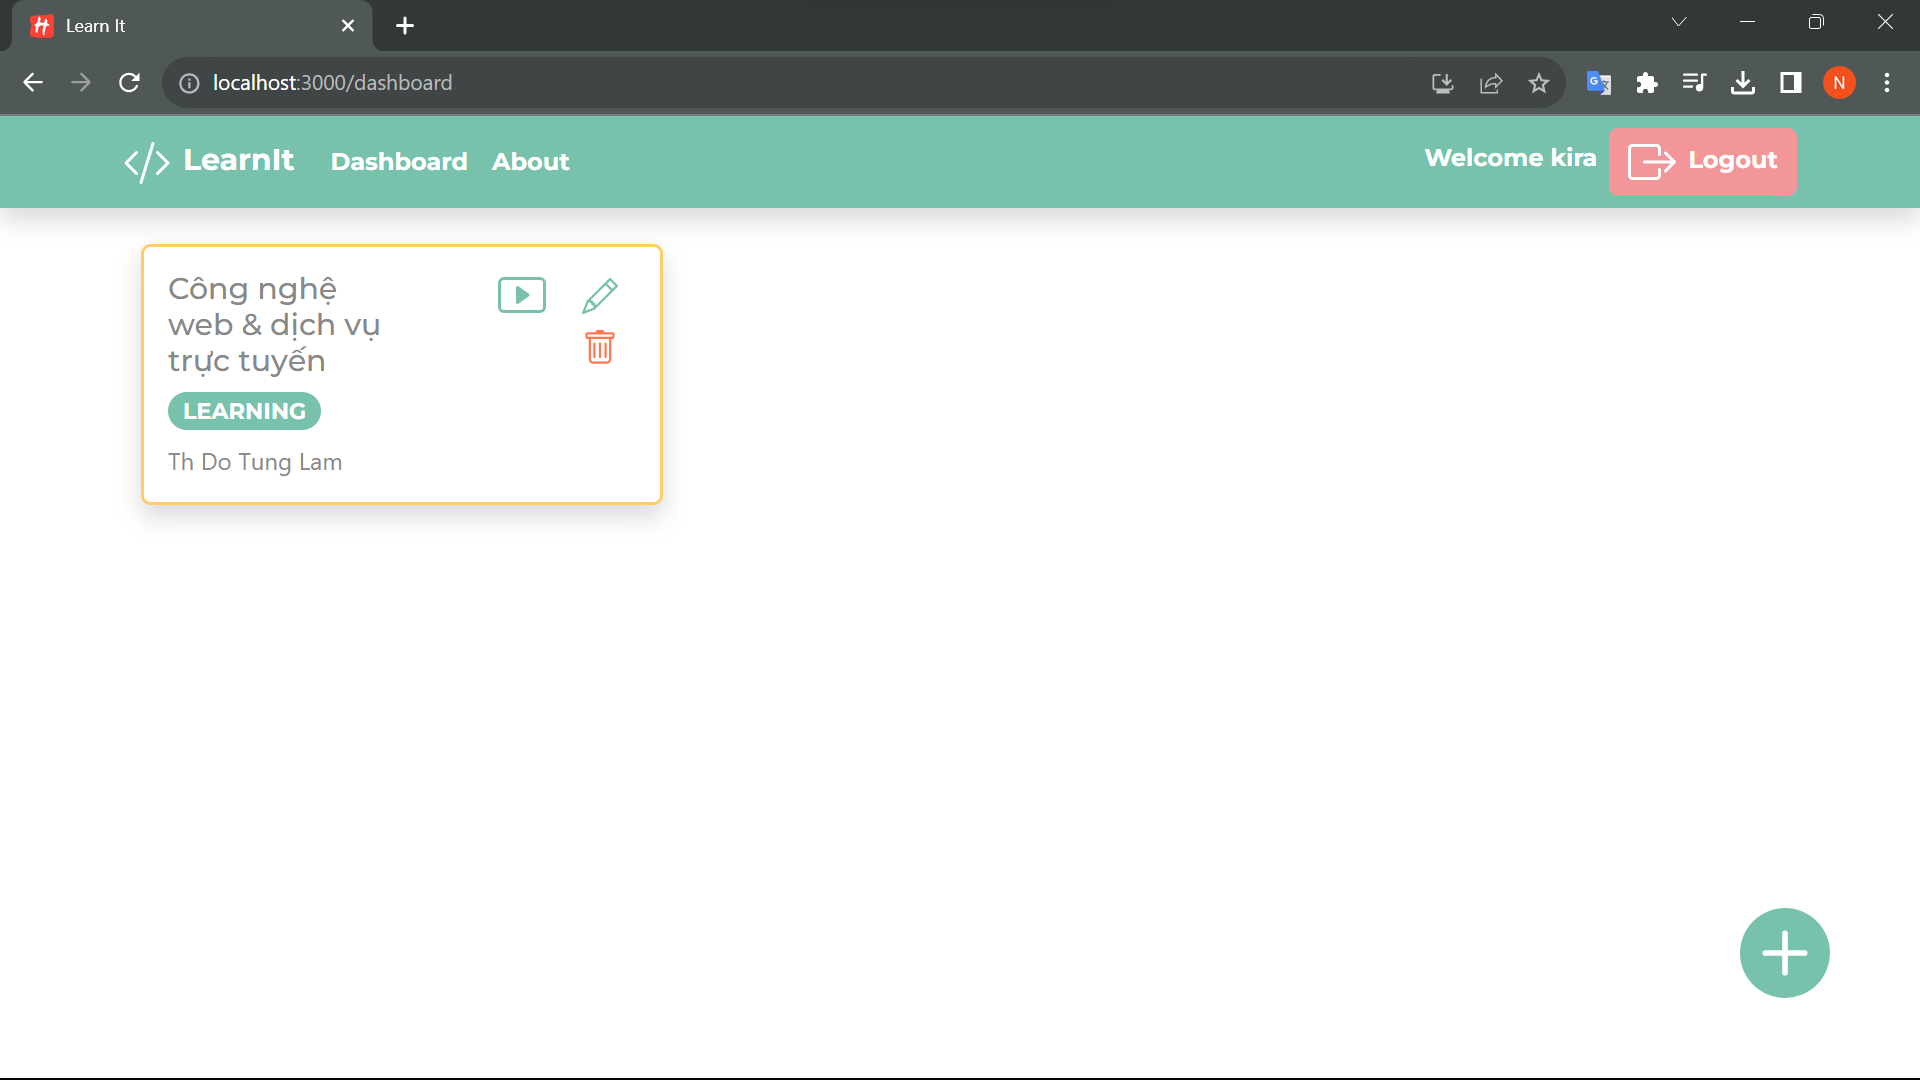 Learn It
localhost:3000/dashboard
N
LearnIt Dashboard About
Welcome kira Logout
Công nghệ
web & dịch vụ
trực tuyến
LEARNING
Th Do Tung Lam